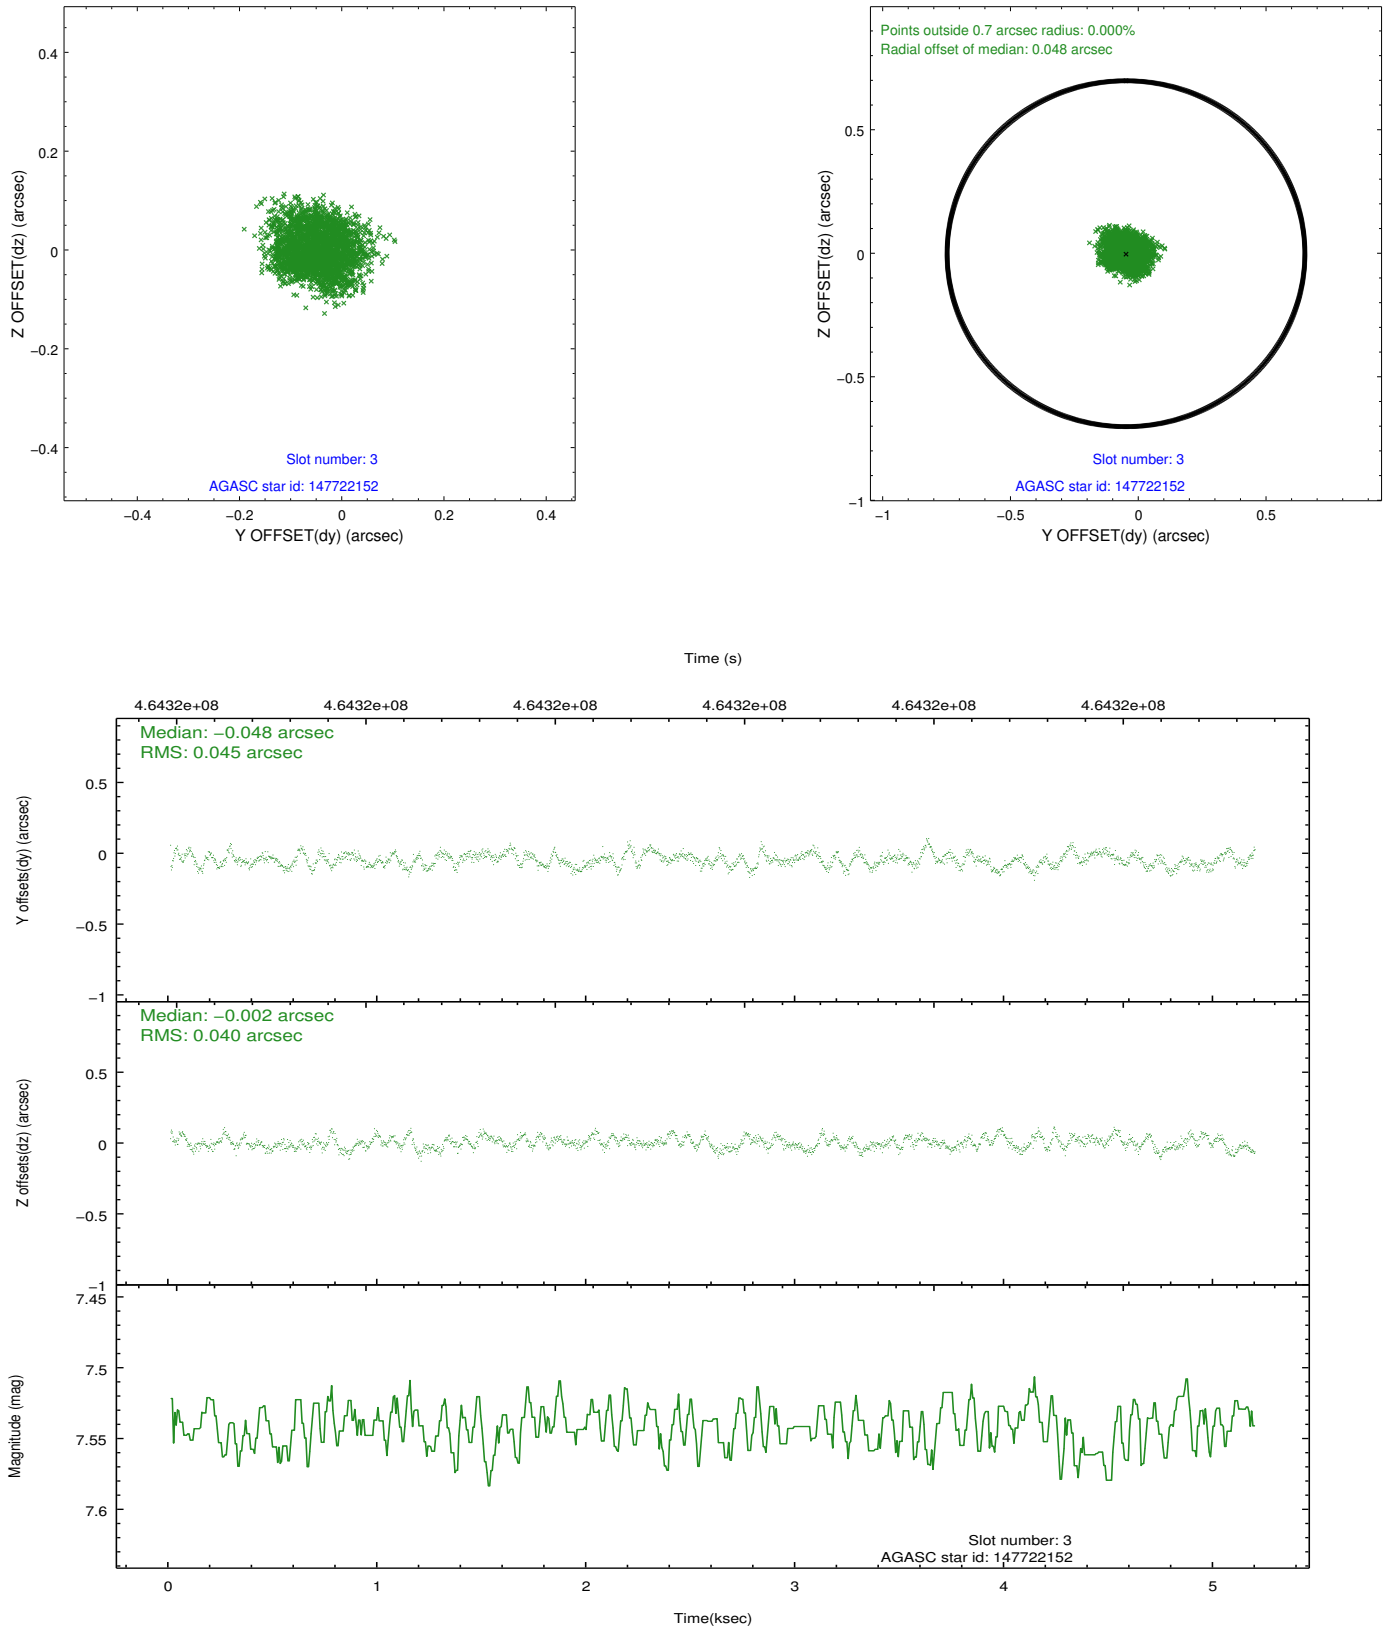 0.4
0.2
0
−0.2
−0.4
Z OFFSET(dz) (arcsec)
Slot number: 3
AGASC star id: 147722152
−0.4 −0.2 0 0.2 0.4
Y OFFSET(dy) (arcsec)
Points outside 0.7 arcsec radius: 0.000%
Radial offset of median: 0.048 arcsec
0.5
0
−0.5
−1
Z OFFSET(dz) (arcsec)
Slot number: 3
AGASC star id: 147722152
−1 −0.5 0 0.5
Y OFFSET(dy) (arcsec)
Time (s)
4.6432e+08 4.6432e+08 4.6432e+08 4.6432e+08 4.6432e+08 4.6432e+08
Median: −0.048 arcsec
RMS: 0.045 arcsec
0.5
0
−0.5
−1
Y offsets(dy) (arcsec)
Median: −0.002 arcsec
RMS: 0.040 arcsec
0.5
0
−0.5
−1
Z offsets(dz) (arcsec)
7.45
7.5
7.55
7.6
Magnitude (mag)
Slot number: 3
AGASC star id: 147722152
0 1 2 3 4 5
Time(ksec)